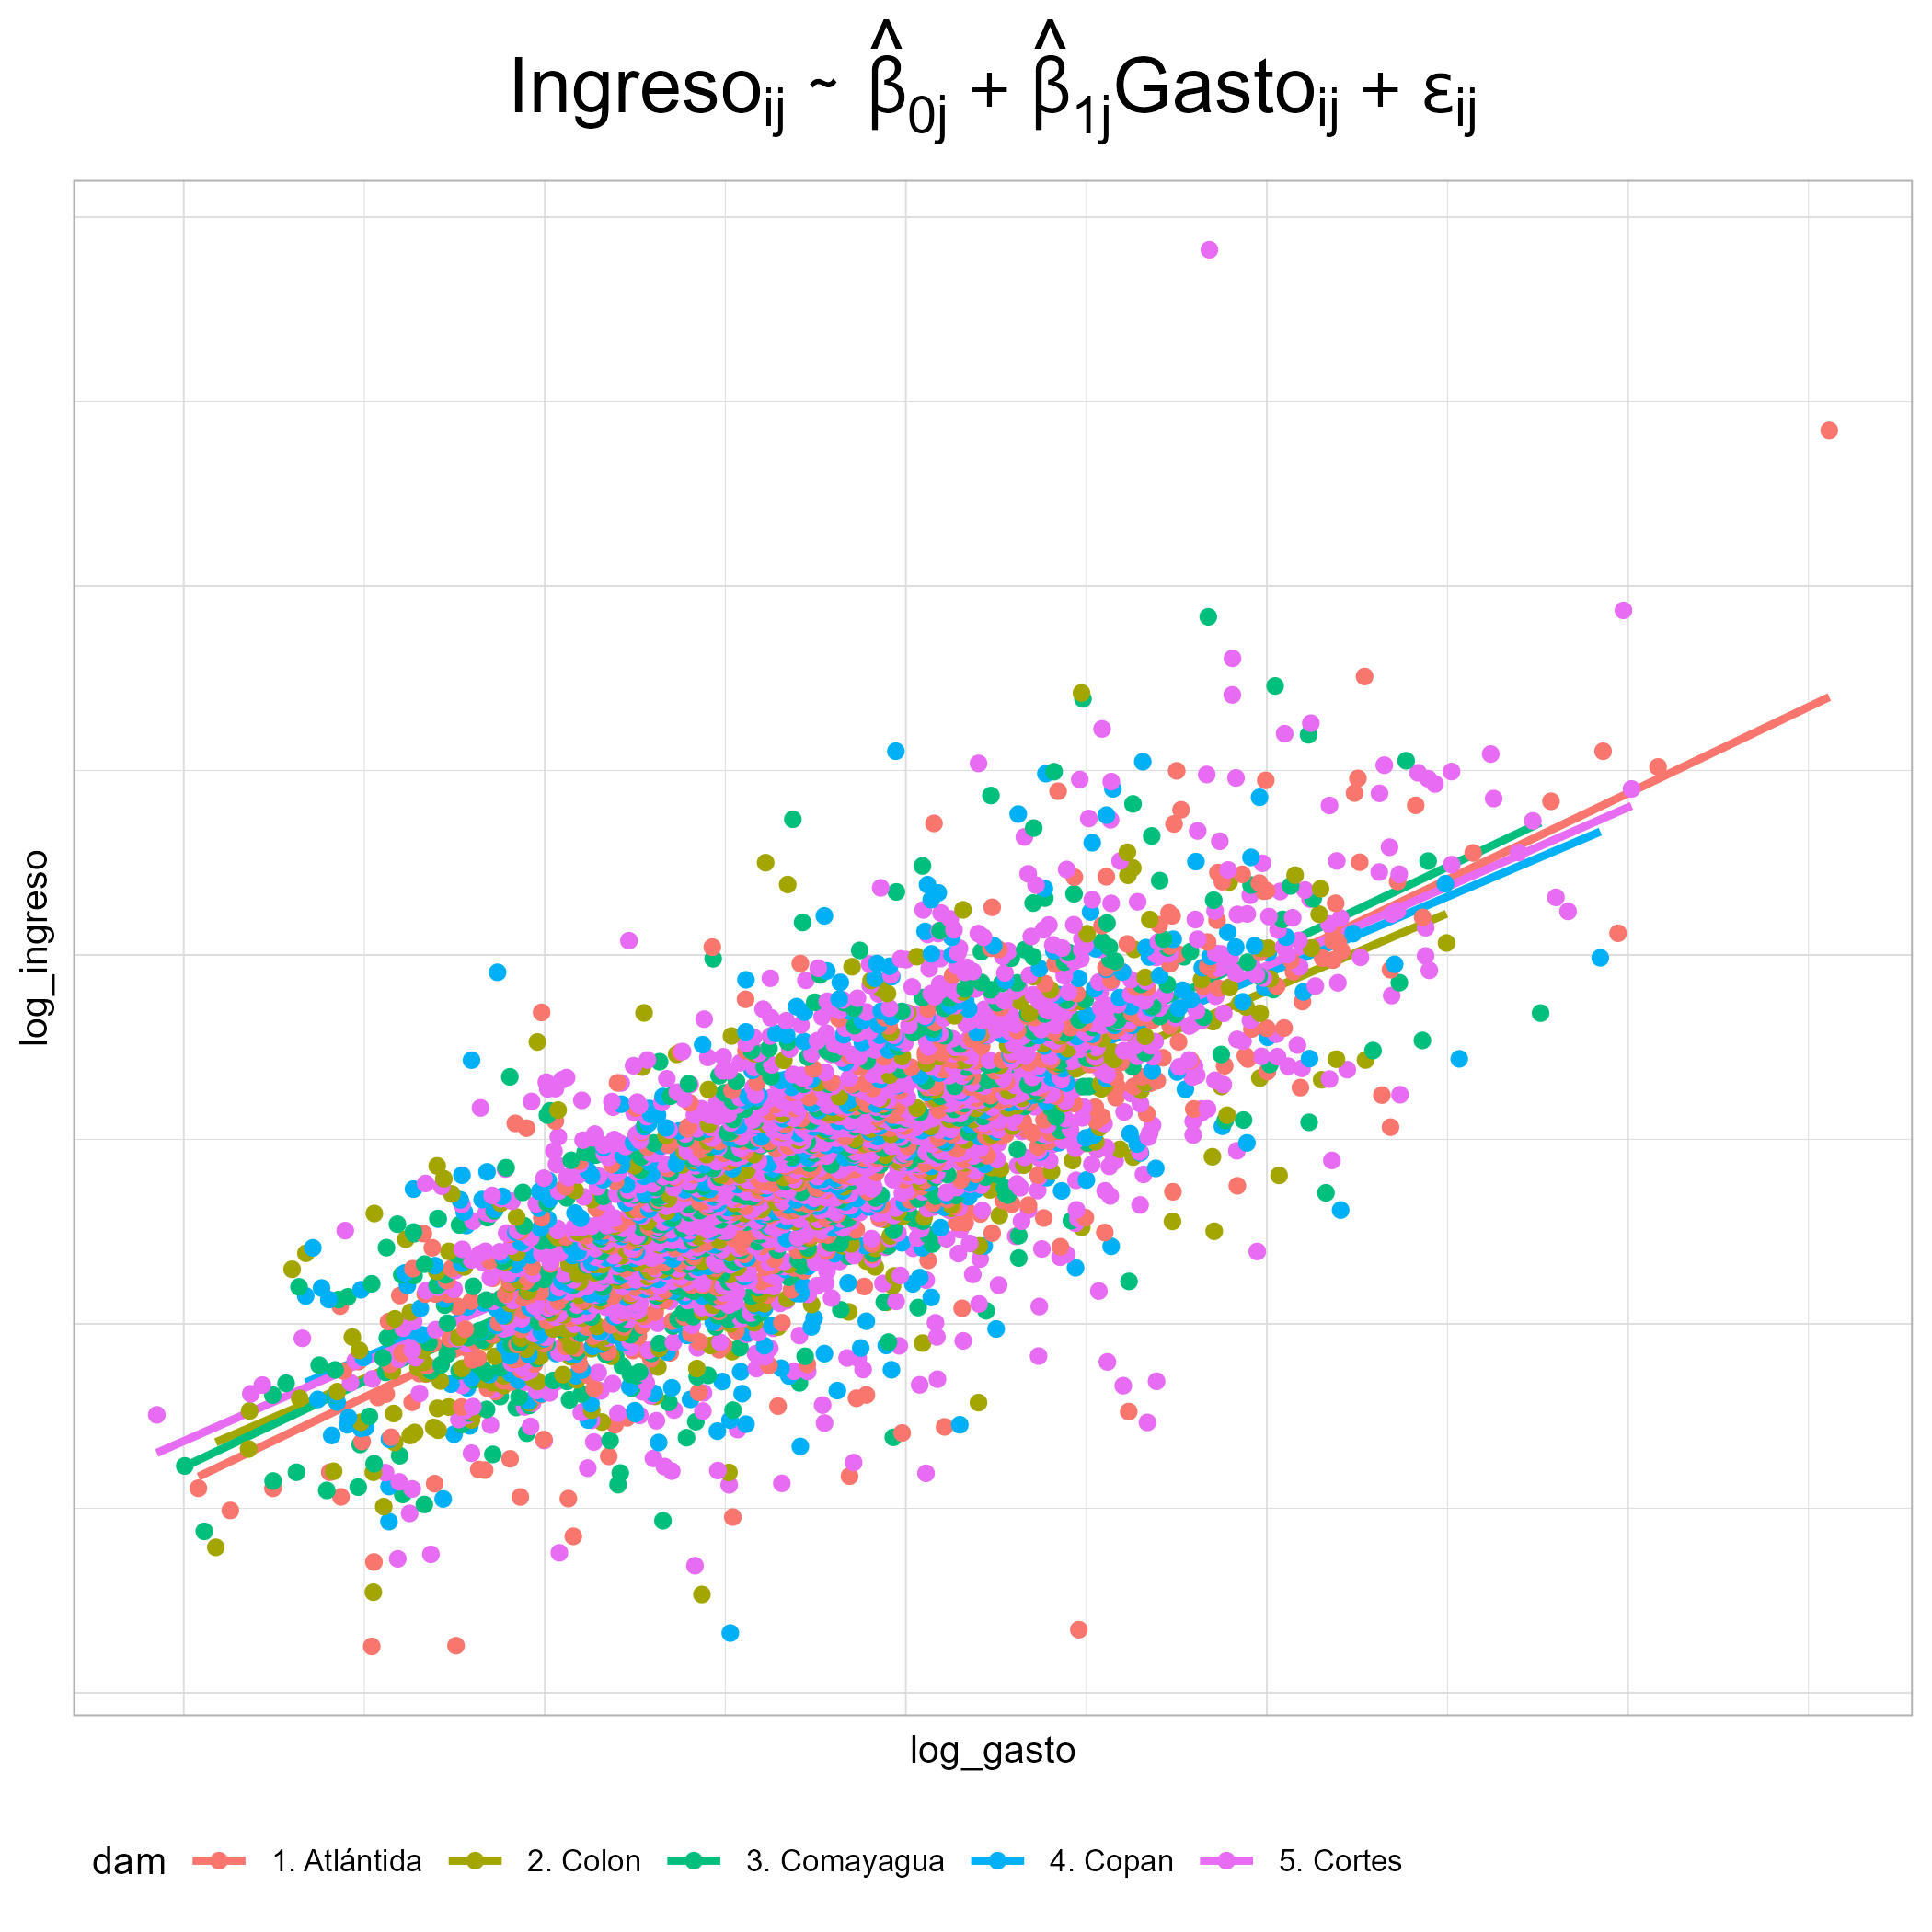 Ingresoᵢⱼ ~ β̂₀ⱼ + β̂₁ⱼGastoᵢⱼ + εᵢⱼ
log_ingreso
log_gasto
dam 1. Atlántida 2. Colon 3. Comayagua 4. Copan 5. Cortes